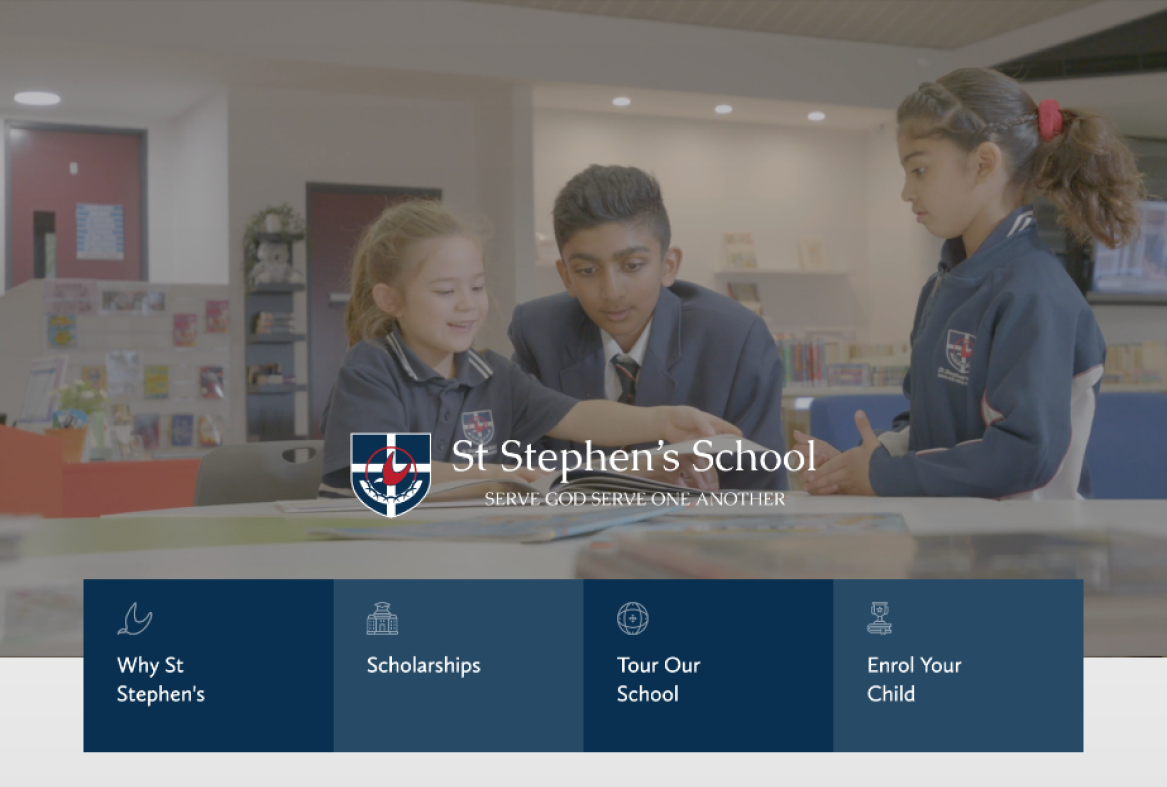 St Stephen's School
SERVE GOD SERVE ONE ANOTHER
Why St
Stephen's
Scholarships
Tour Our
School
Enrol Your
Child